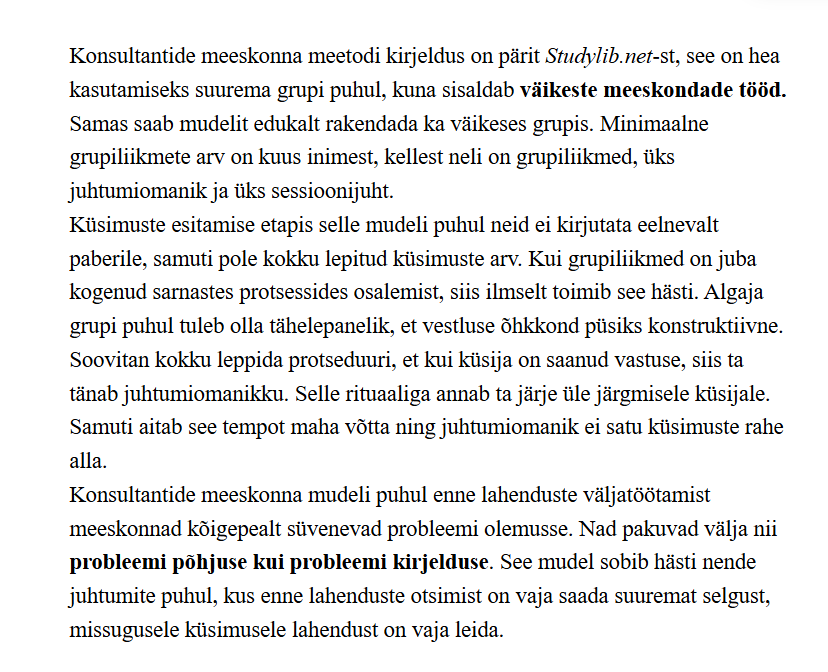 Konsultantide meeskonna meetodi kirjeldus on pärit Studylib.net-st, see on hea
kasutamiseks suurema grupi puhul, kuna sisaldab väikeste meeskondade tööd.
Samas saab mudelit edukalt rakendada ka väikeses grupis. Minimaalne
grupiliikmete arv on kuus inimest, kellest neli on grupiliikmed, üks
juhtumiomanik ja üks sessioonijuht.
Küsimuste esitamise etapis selle mudeli puhul neid ei kirjutata eelnevalt
paberile, samuti pole kokku lepitud küsimuste arv. Kui grupiliikmed on juba
kogenud sarnastes protsessides osalemist, siis ilmselt toimib see hästi. Algaja
grupi puhul tuleb olla tähelepanelik, et vestluse õhkkond püsiks konstruktiivne.
Soovitan kokku leppida protseduuri, et kui küsija on saanud vastuse, siis ta
tänab juhtumiomanikku. Selle rituaaliga annab ta järje üle järgmisele küsijale.
Samuti aitab see tempot maha võtta ning juhtumiomanik ei satu küsimuste rahe
alla.
Konsultantide meeskonna mudeli puhul enne lahenduste väljatöötamist
meeskonnad kõigepealt süvenevad probleemi olemusse. Nad pakuvad välja nii
probleemi põhjuse kui probleemi kirjelduse. See mudel sobib hästi nende
juhtumite puhul, kus enne lahenduste otsimist on vaja saada suuremat selgust,
missugusele küsimusele lahendust on vaja leida.